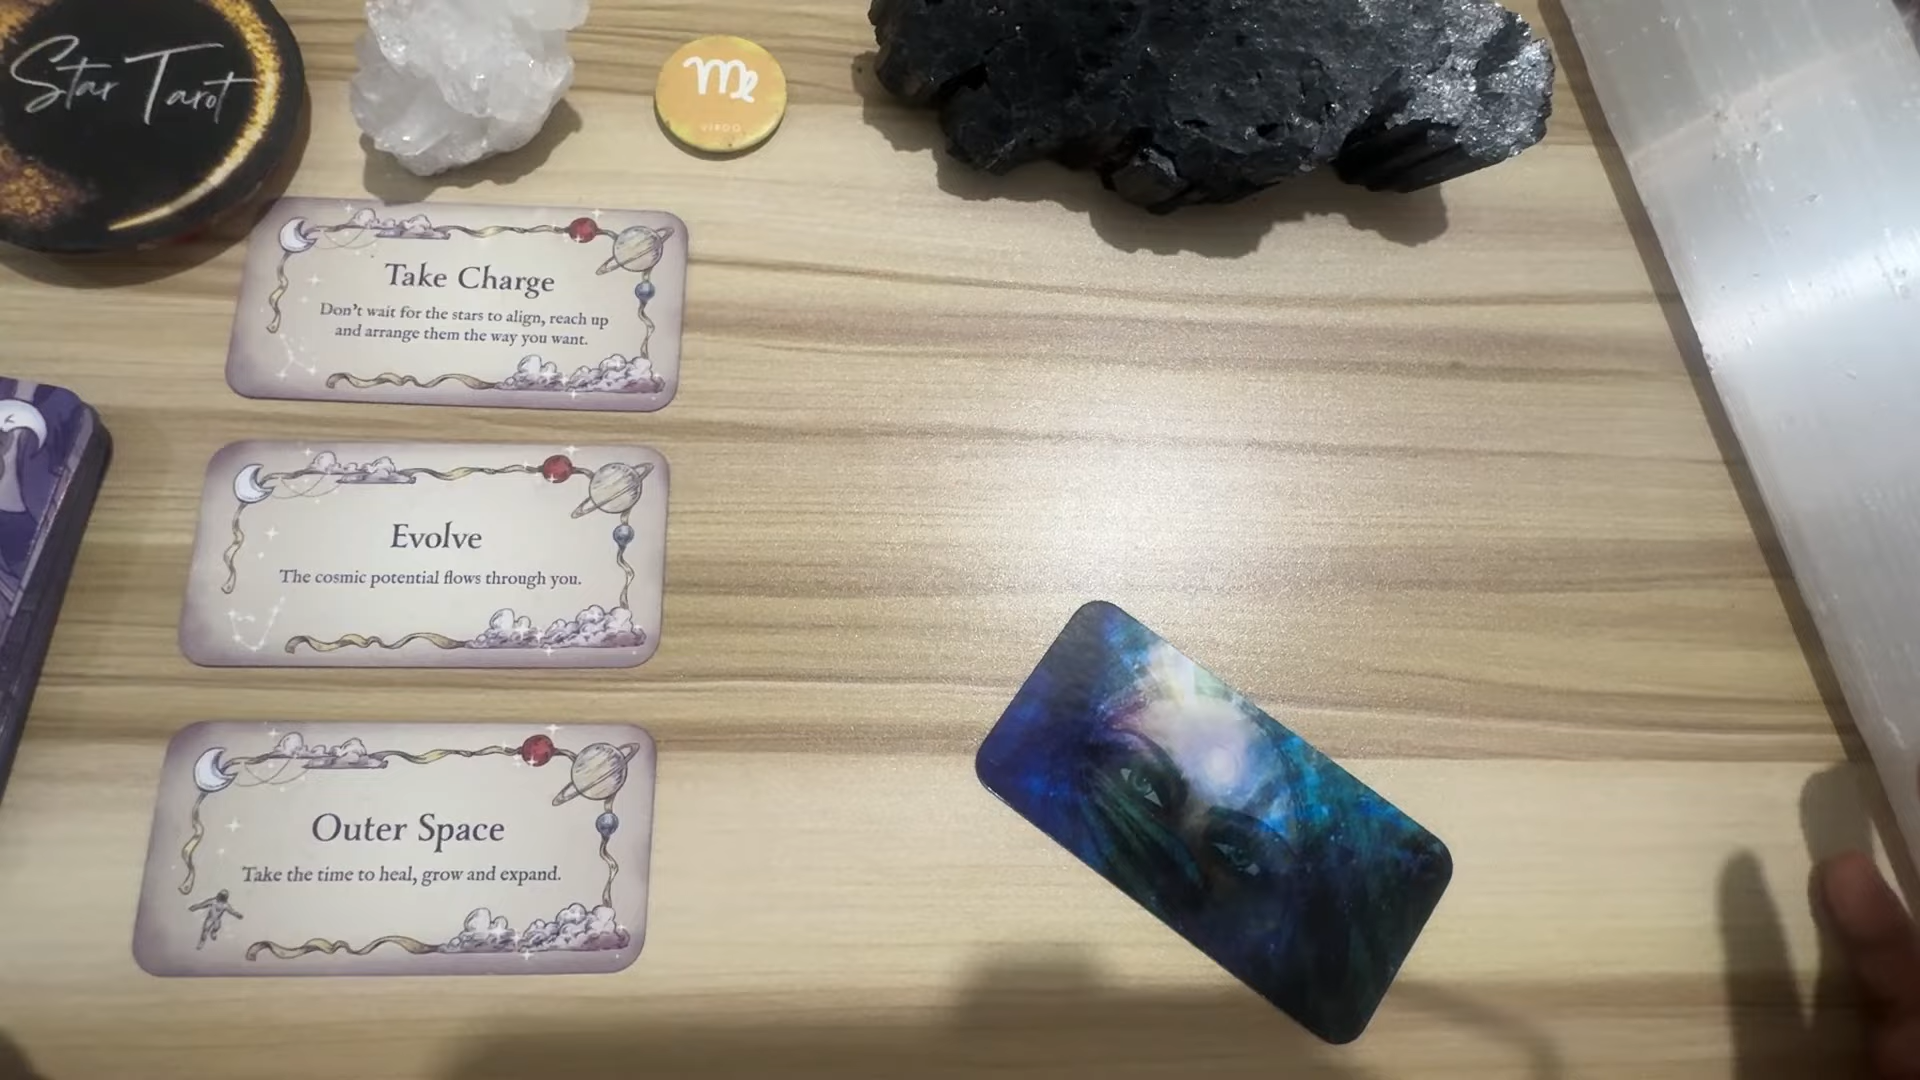 Star Tarot
VIRGO
Take Charge
Don't wait for the stars to align, reach up
and arrange them the way you want.
Evolve
The cosmic potential flows through you.
Outer Space
Take the time to heal, grow and expand.